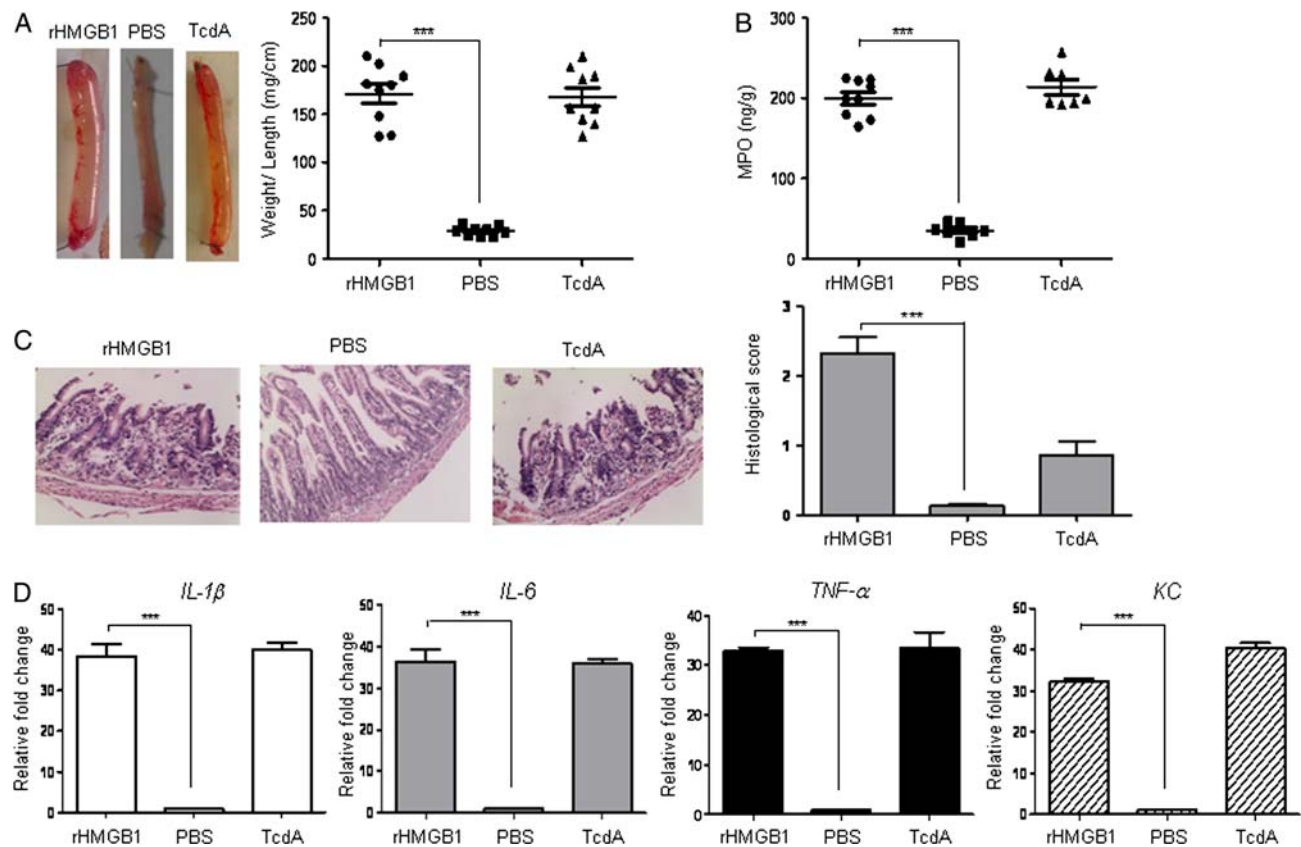 A
rHMGB1 PBS TcdA
Weight/ Length (mg/cm)
250
200
150
100
50
0
***
rHMGB1 PBS TcdA
B
MPO (ng/g)
300
200
100
0
***
rHMGB1 PBS TcdA
C
rHMGB1 PBS TcdA
Histological score
3
2
1
0
***
rHMGB1 PBS TcdA
D
IL-1β
Relative fold change
50
40
30
20
10
0
***
rHMGB1 PBS TcdA
IL-6
Relative fold change
50
40
30
20
10
0
***
rHMGB1 PBS TcdA
TNF-α
Relative fold change
40
30
20
10
0
***
rHMGB1 PBS TcdA
KC
Relative fold change
50
40
30
20
10
0
***
rHMGB1 PBS TcdA